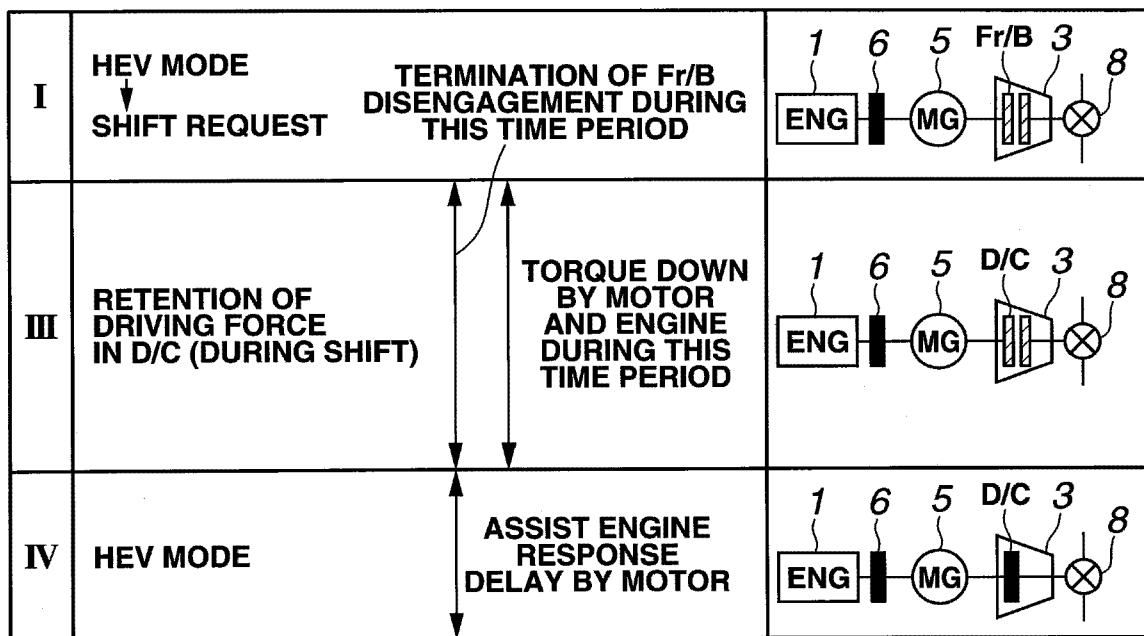 I
HEV MODE
SHIFT REQUEST
TERMINATION OF Fr/B
DISENGAGEMENT DURING
THIS TIME PERIOD
1 6 5 Fr/B 3 8
ENG MG
III
RETENTION OF
DRIVING FORCE
IN D/C (DURING SHIFT)
TORQUE DOWN
BY MOTOR
AND ENGINE
DURING THIS
TIME PERIOD
1 6 5 D/C 3 8
ENG MG
IV
HEV MODE
ASSIST ENGINE
RESPONSE
DELAY BY MOTOR
1 6 5 D/C 3 8
ENG MG